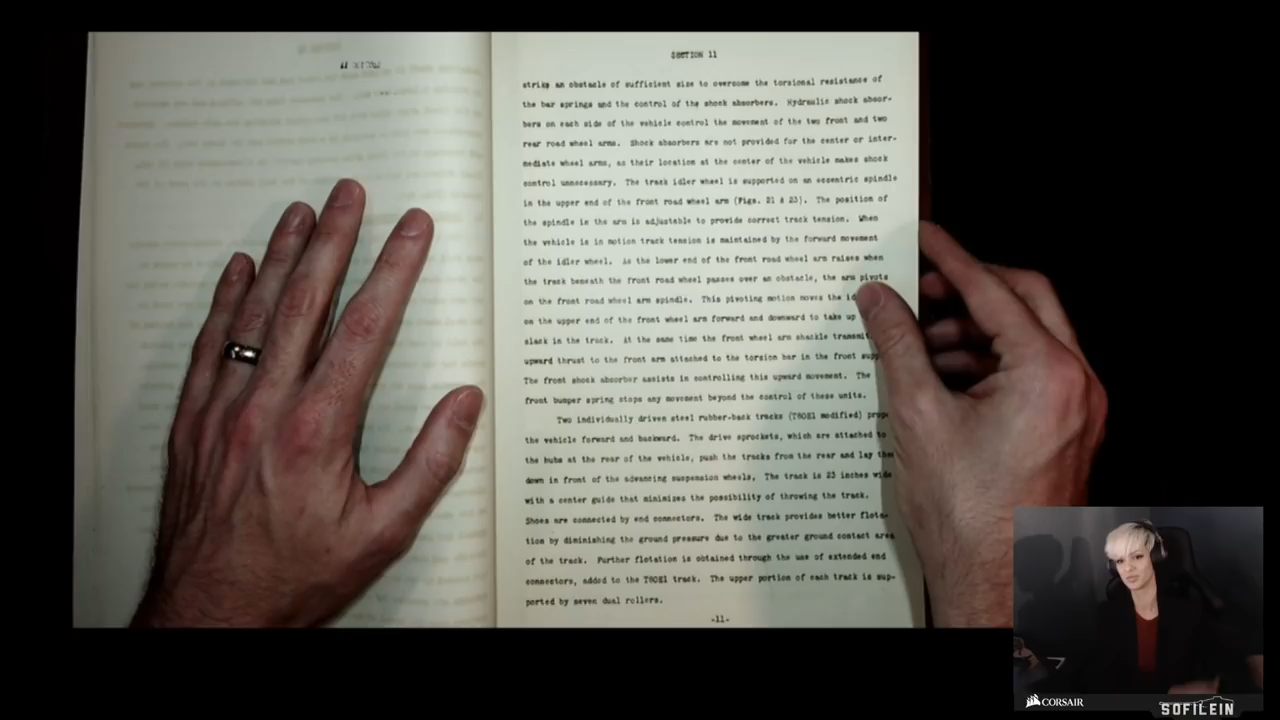 SECTION 11
strike an obstacle of sufficient size to overcome the torsional resistance of
the bar springs and the control of the shock absorbers. Hydraulic shock absor-
bers on each side of the vehicle control the movement of the two front and two
rear road wheel arms. Shock absorbers are not provided for the center or inter-
mediate wheel arms, as their location at the center of the vehicle makes shock
control unnecessary. The track idler wheel is supported on an eccentric spindle
in the upper end of the front road wheel arm (Figs. 21 & 23). The position of
the spindle in the arm is adjustable to provide correct track tension. When
the vehicle is in motion track tension is maintained by the forward movement
of the idler wheel. As the lower end of the front road wheel arm raises when
the track beneath the front road wheel passes over an obstacle, the arm pivots
on the front road wheel arm spindle. This pivoting motion moves the id
on the upper end of the front wheel arm forward and downward to take up
slack in the track. At the same time the front wheel arm shackle transmit
upward thrust to the front arm attached to the torsion bar in the front supp
The front shock absorber assists in controlling this upward movement. The
front bumper spring stops any movement beyond the control of these units.
Two individually driven steel rubber-back tracks (T80E1 modified) prope
the vehicle forward and backward. The drive sprockets, which are attached to
the hubs at the rear of the vehicle, push the tracks from the rear and lay them
down in front of the advancing suspension wheels. The track is 23 inches wide
with a center guide that minimizes the possibility of throwing the track.
Shoes are connected by end connectors. The wide track provides better flota-
tion by diminishing the ground pressure due to the greater ground contact area
of the track. Further flotation is obtained through the use of extended end
connectors, added to the T80E1 track. The upper portion of each track is sup-
ported by seven dual rollers.
-11-
CORSAIR
SOFILEIN